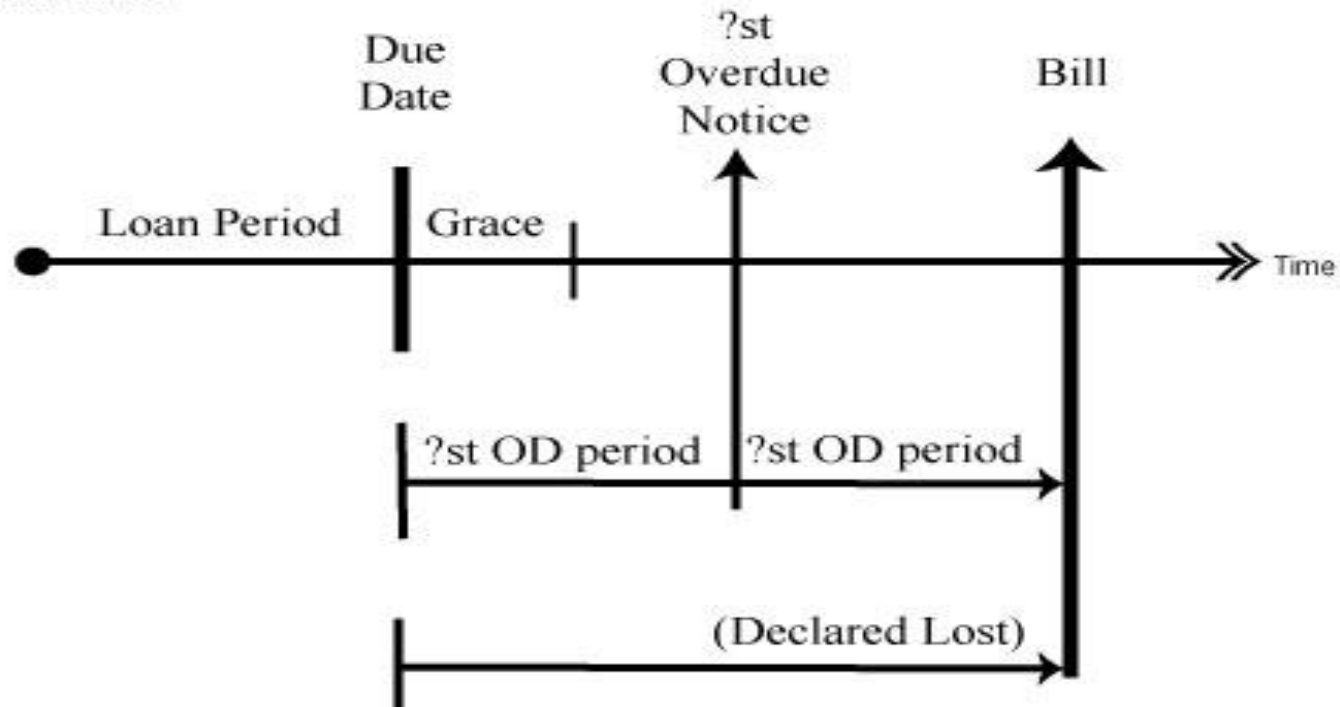 Due
Date
?st
Overdue
Notice
Bill
Loan Period
Grace
Time
?st OD period
?st OD period
(Declared Lost)